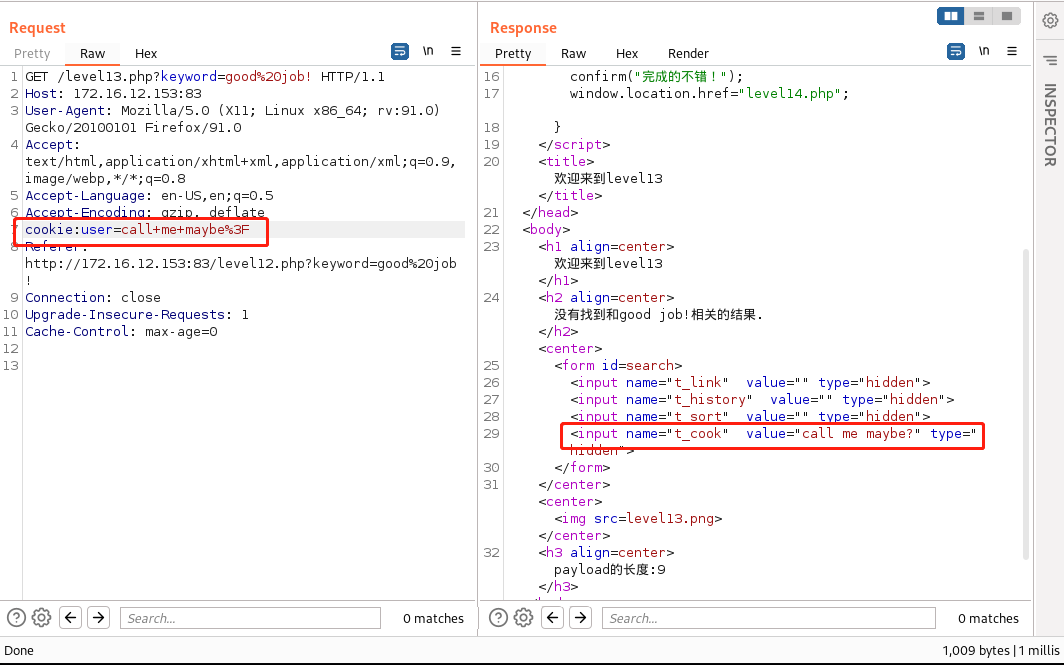 Request
Pretty Raw Hex \n
1 GET /level13.php?keyword=good%20job! HTTP/1.1
2 Host: 172.16.12.153:83
3 User-Agent: Mozilla/5.0 (X11; Linux x86_64; rv:91.0)
Gecko/20100101 Firefox/91.0
4 Accept:
text/html,application/xhtml+xml,application/xml;q=0.9,
image/webp,*/*;q=0.8
5 Accept-Language: en-US,en;q=0.5
6 Accept-Encoding: gzip, deflate
7 cookie:user=call+me+maybe%3F
8 Referer:
http://172.16.12.153:83/level12.php?keyword=good%20job
!
9 Connection: close
10 Upgrade-Insecure-Requests: 1
11 Cache-Control: max-age=0
12
13
Search...
0 matches
Response
Pretty Raw Hex Render \n
16 confirm("完成的不错！");
17 window.location.href="level14.php";
18 }
19 </script>
20 <title>
欢迎来到level13
</title>
21 </head>
22 <body>
23 <h1 align=center>
欢迎来到level13
</h1>
24 <h2 align=center>
没有找到和good job!相关的结果.
</h2>
<center>
25 <form id=search>
26 <input name="t_link"  value="" type="hidden">
27 <input name="t_history"  value="" type="hidden">
28 <input name="t_sort"  value="" type="hidden">
29 <input name="t_cook"  value="call me maybe?" type="
hidden">
30 </form>
31 </center>
<center>
<img src=level13.png>
</center>
32 <h3 align=center>
payload的长度:9
</h3>
Search...
0 matches
INSPECTOR
Done
1,009 bytes | 1 millis